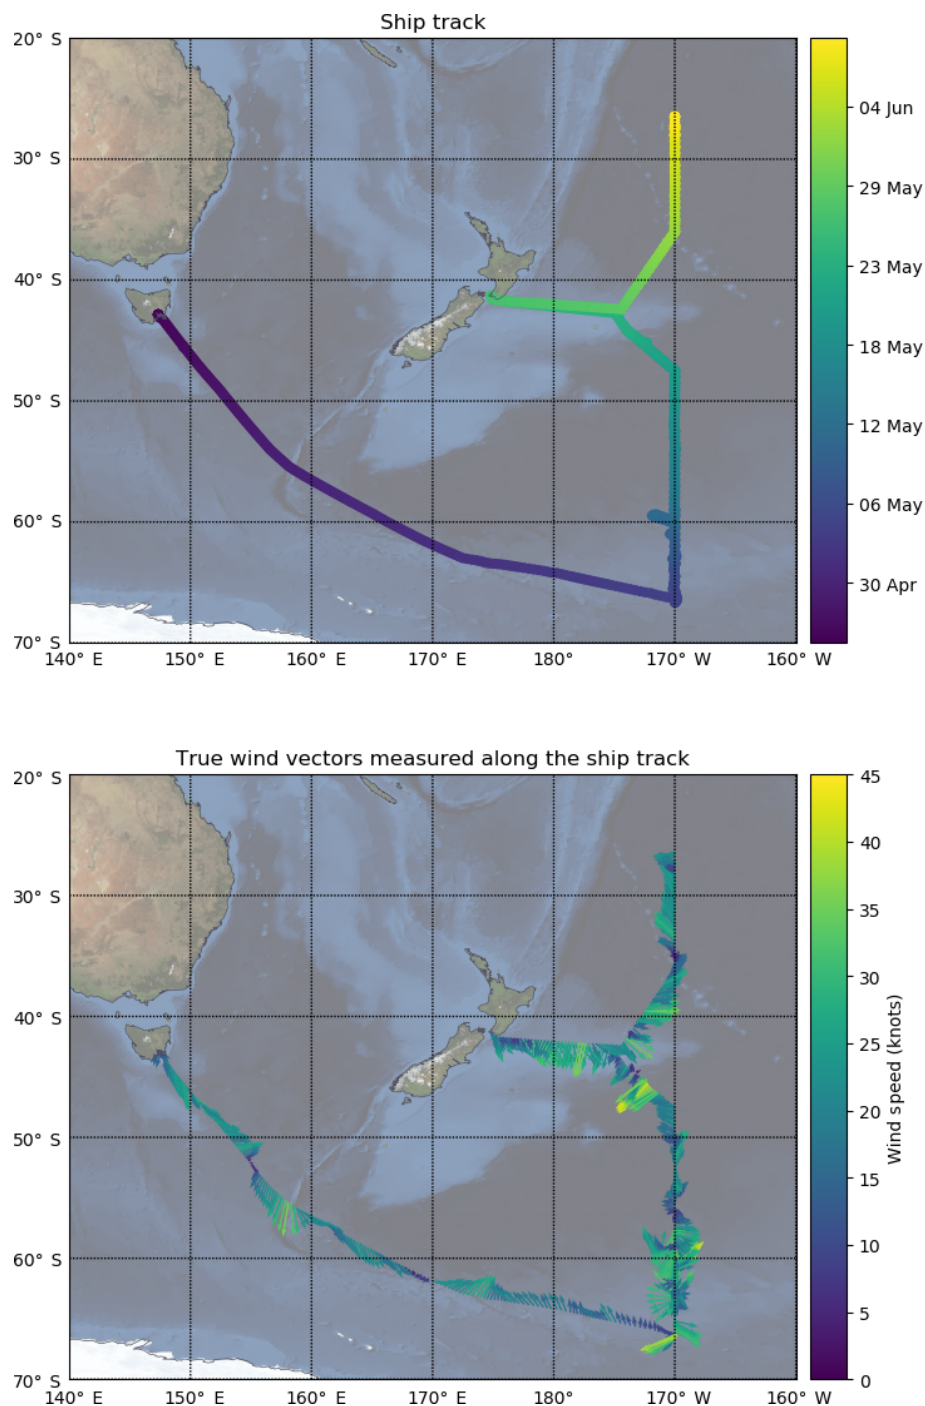 Ship track
20° S
30° S
40° S
50° S
60° S
70° S
140° E
150° E
160° E
170° E
180°
170° W
160° W
04 Jun
29 May
23 May
18 May
12 May
06 May
30 Apr
True wind vectors measured along the ship track
20° S
30° S
40° S
50° S
60° S
70° S
140° E
150° E
160° E
170° E
180°
170° W
160° W
45
40
35
30
25
20
15
10
5
0
Wind speed (knots)